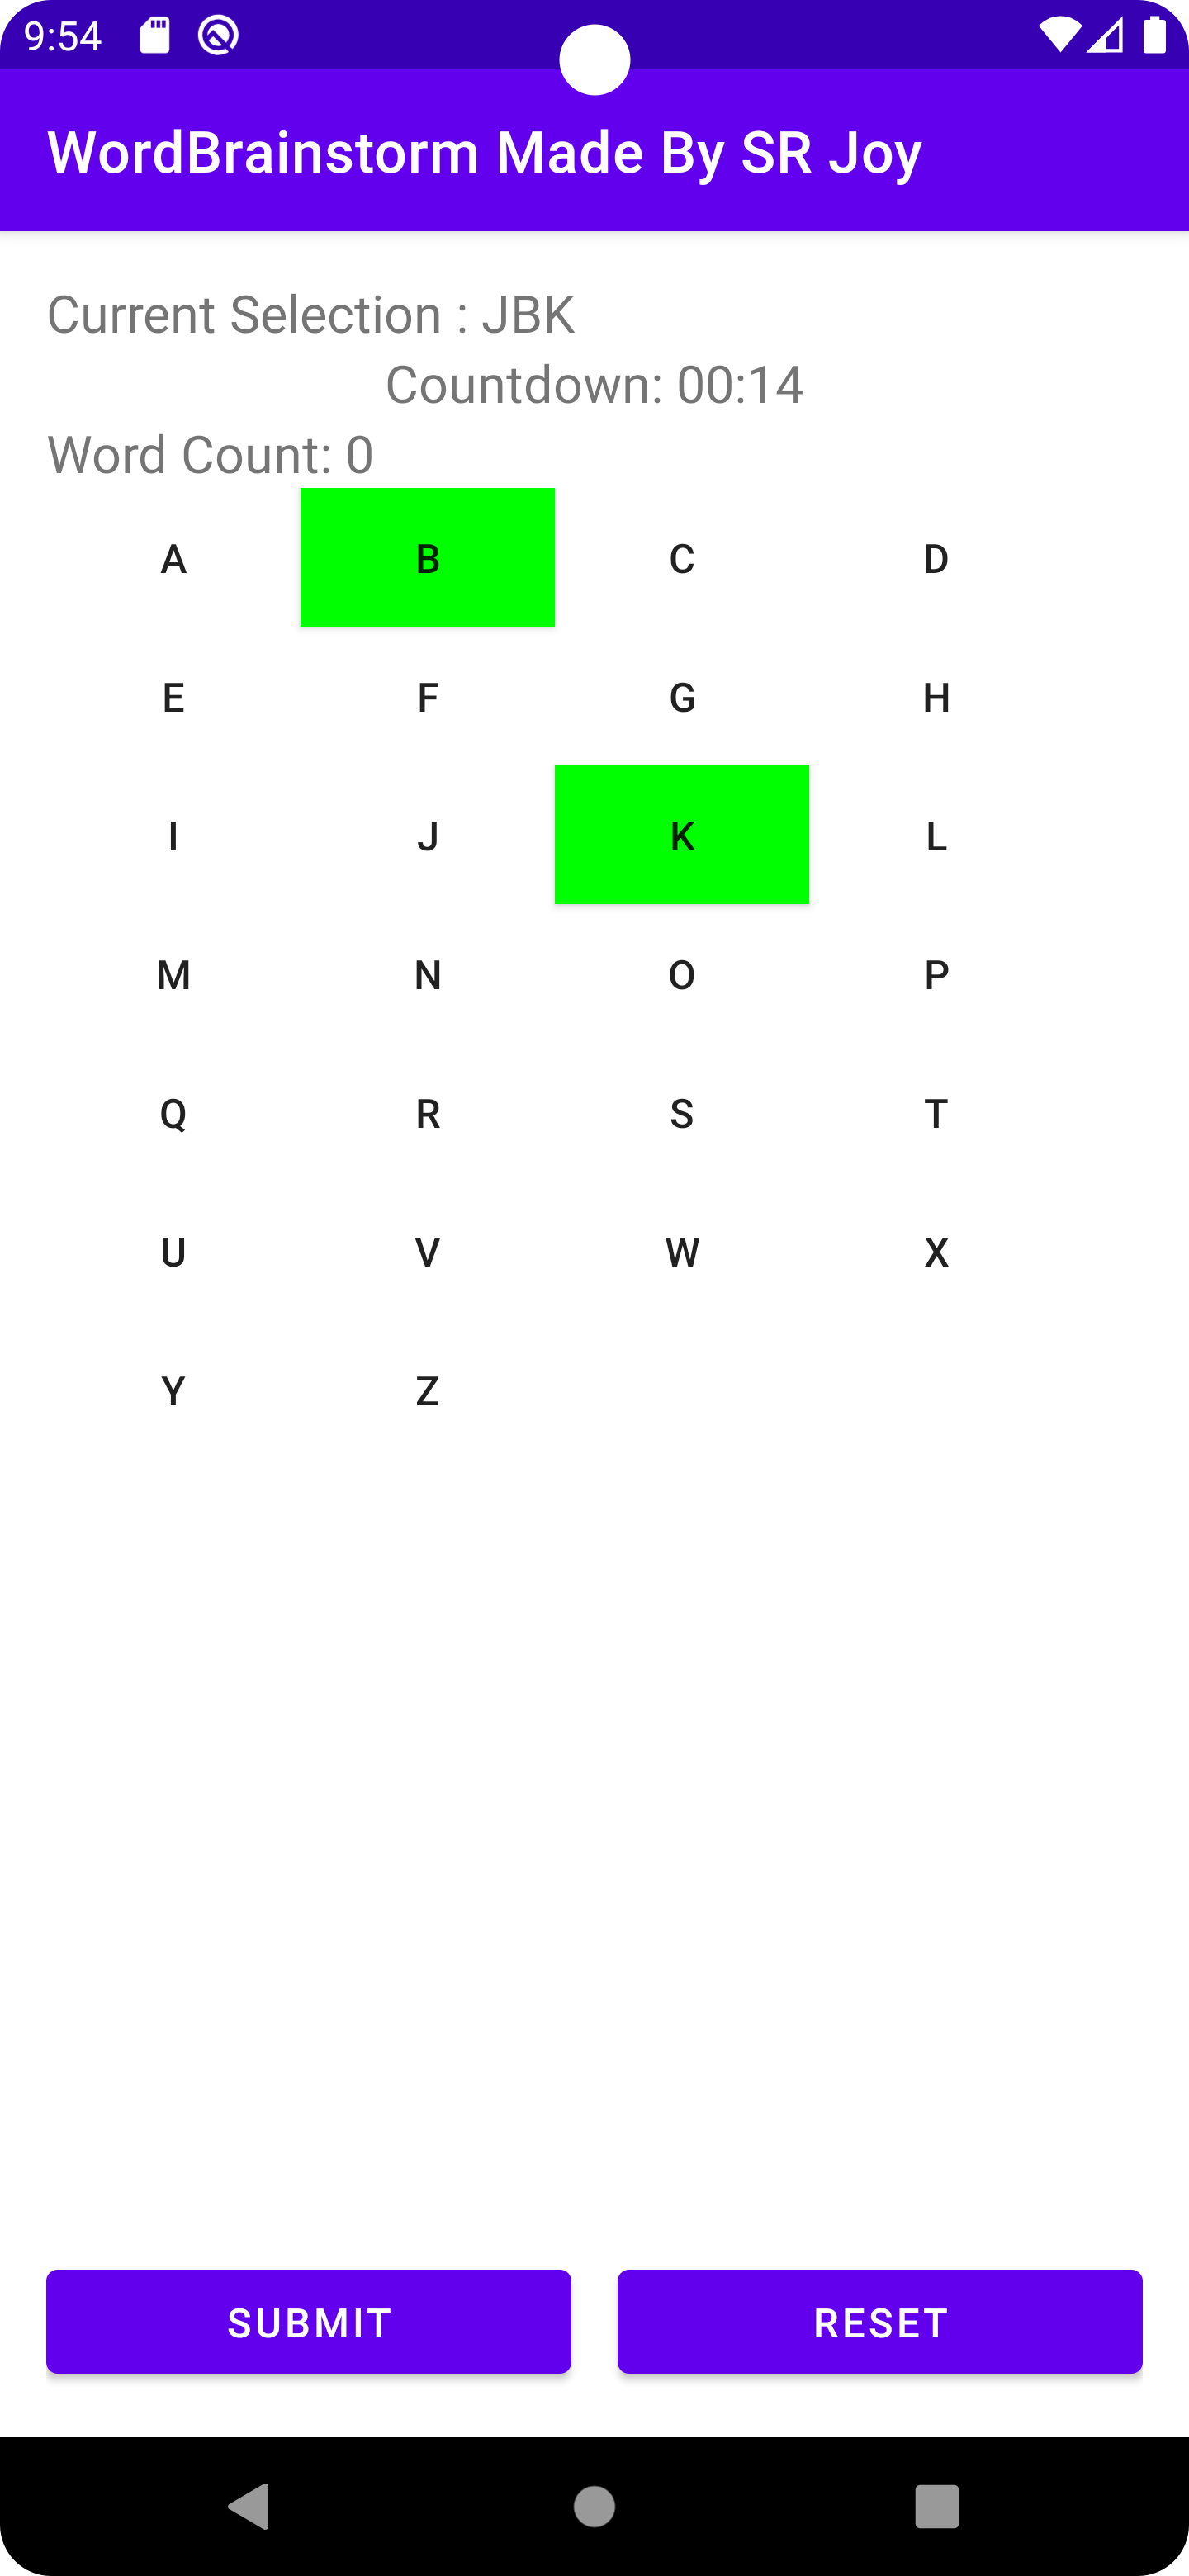 9:54
WordBrainstorm Made By SR Joy
Current Selection : JBK
Countdown: 00:14
Word Count: 0
A B C D
E F G H
I J K L
M N O P
Q R S T
U V W X
Y Z
SUBMIT RESET